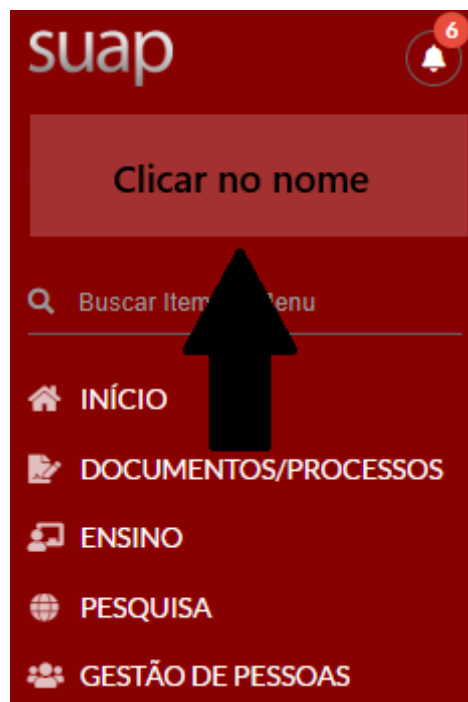 suap
6
Clicar no nome
Buscar Item enu
INÍCIO
DOCUMENTOS/PROCESSOS
ENSINO
PESQUISA
GESTÃO DE PESSOAS